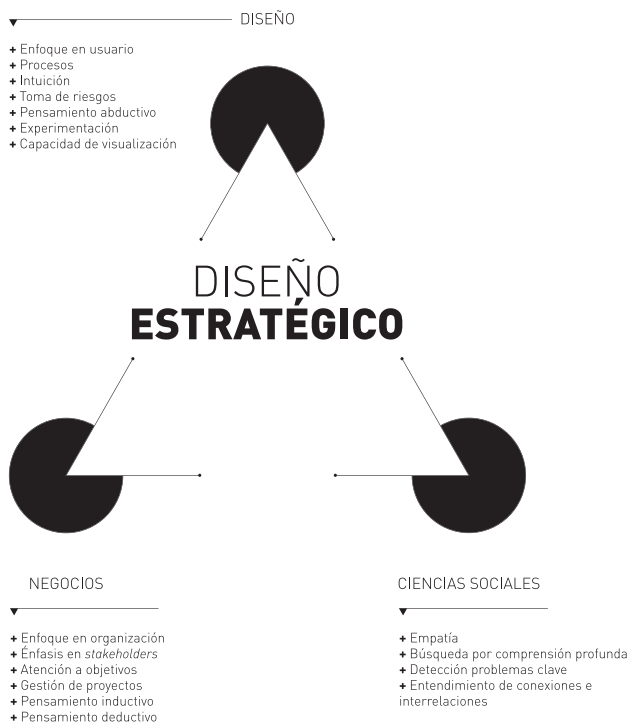 DISEÑO
+ Enfoque en usuario
+ Procesos
+ Intuición
+ Toma de riesgos
+ Pensamiento abductivo
+ Experimentación
+ Capacidad de visualización
DISEÑO
ESTRATÉGICO
NEGOCIOS
+ Enfoque en organización
+ Énfasis en stakeholders
+ Atención a objetivos
+ Gestión de proyectos
+ Pensamiento inductivo
+ Pensamiento deductivo
CIENCIAS SOCIALES
+ Empatía
+ Búsqueda por comprensión profunda
+ Detección problemas clave
+ Entendimiento de conexiones e
interrelaciones